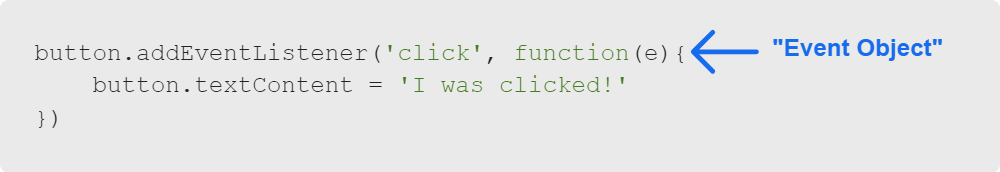 button.addEventListener('click', function(e){ "Event Object"
    button.textContent = 'I was clicked!'
})